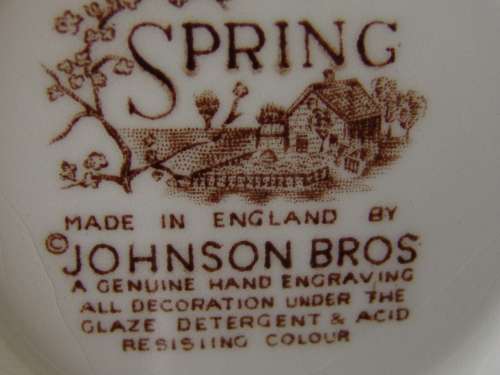 SPRING
MADE IN ENGLAND BY
© JOHNSON BROS
A GENUINE HAND ENGRAVING
ALL DECORATION UNDER THE
GLAZE DETERGENT & ACID
RESISTING COLOUR